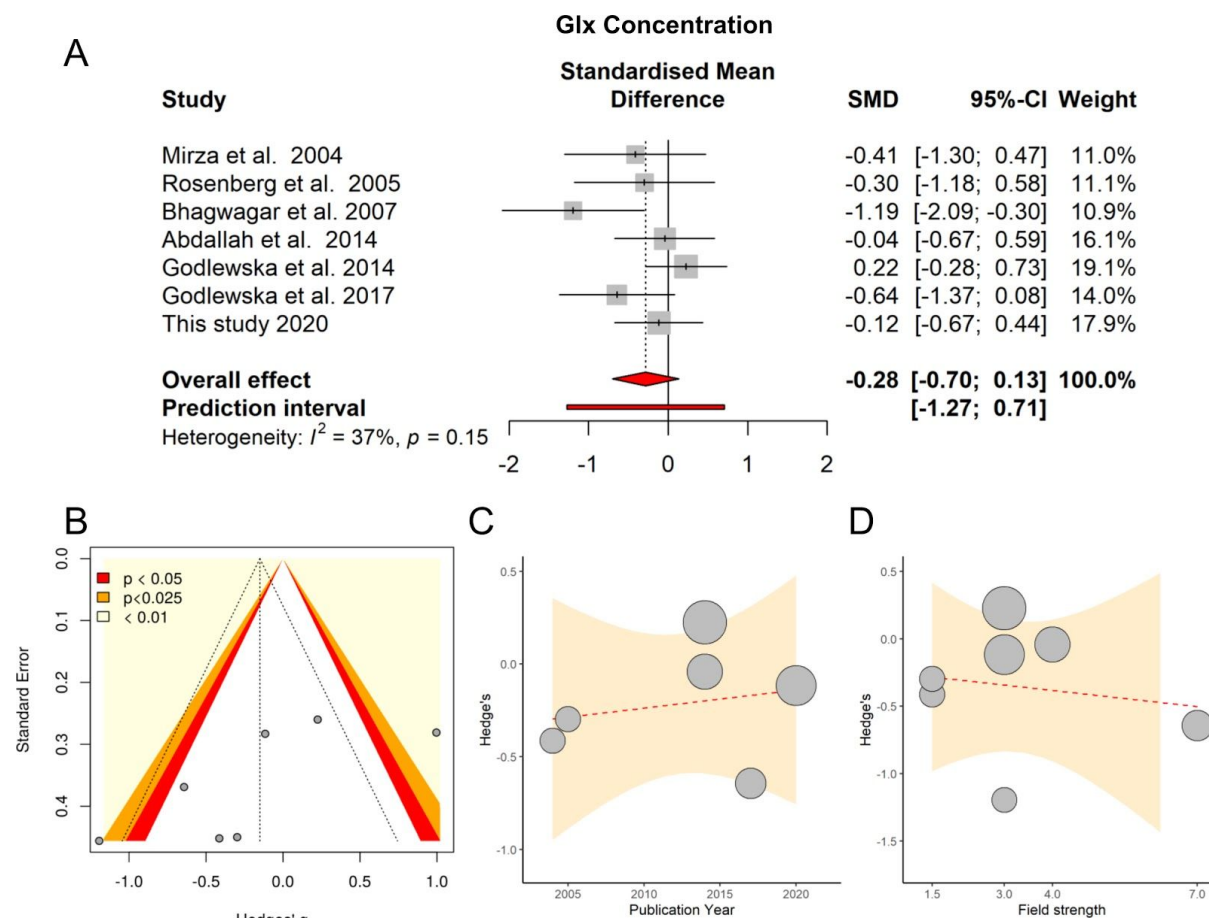 Glx Concentration
A
Study Standardised Mean Difference SMD 95%-CI Weight
Mirza et al. 2004 -0.41 [-1.30; 0.47] 11.0%
Rosenberg et al. 2005 -0.30 [-1.18; 0.58] 11.1%
Bhagwagar et al. 2007 -1.19 [-2.09; -0.30] 10.9%
Abdallah et al. 2014 -0.04 [-0.67; 0.59] 16.1%
Godlewska et al. 2014 0.22 [-0.28; 0.73] 19.1%
Godlewska et al. 2017 -0.64 [-1.37; 0.08] 14.0%
This study 2020 -0.12 [-0.67; 0.44] 17.9%
Overall effect -0.28 [-0.70; 0.13] 100.0%
Prediction interval [-1.27; 0.71]
Heterogeneity: I² = 37%, p = 0.15
-2 -1 0 1 2
B
Standard Error
0.0
0.1
0.2
0.3
0.4
p < 0.05
p<0.025
< 0.01
-1.0 -0.5 0.0 0.5 1.0
C
Hedge's
0.5
0.0
-0.5
-1.0
2005 2010 2015 2020
Publication Year
D
Hedge's
0.5
0.0
-0.5
-1.0
-1.5
1.5 3.0 4.0 7.0
Field strength